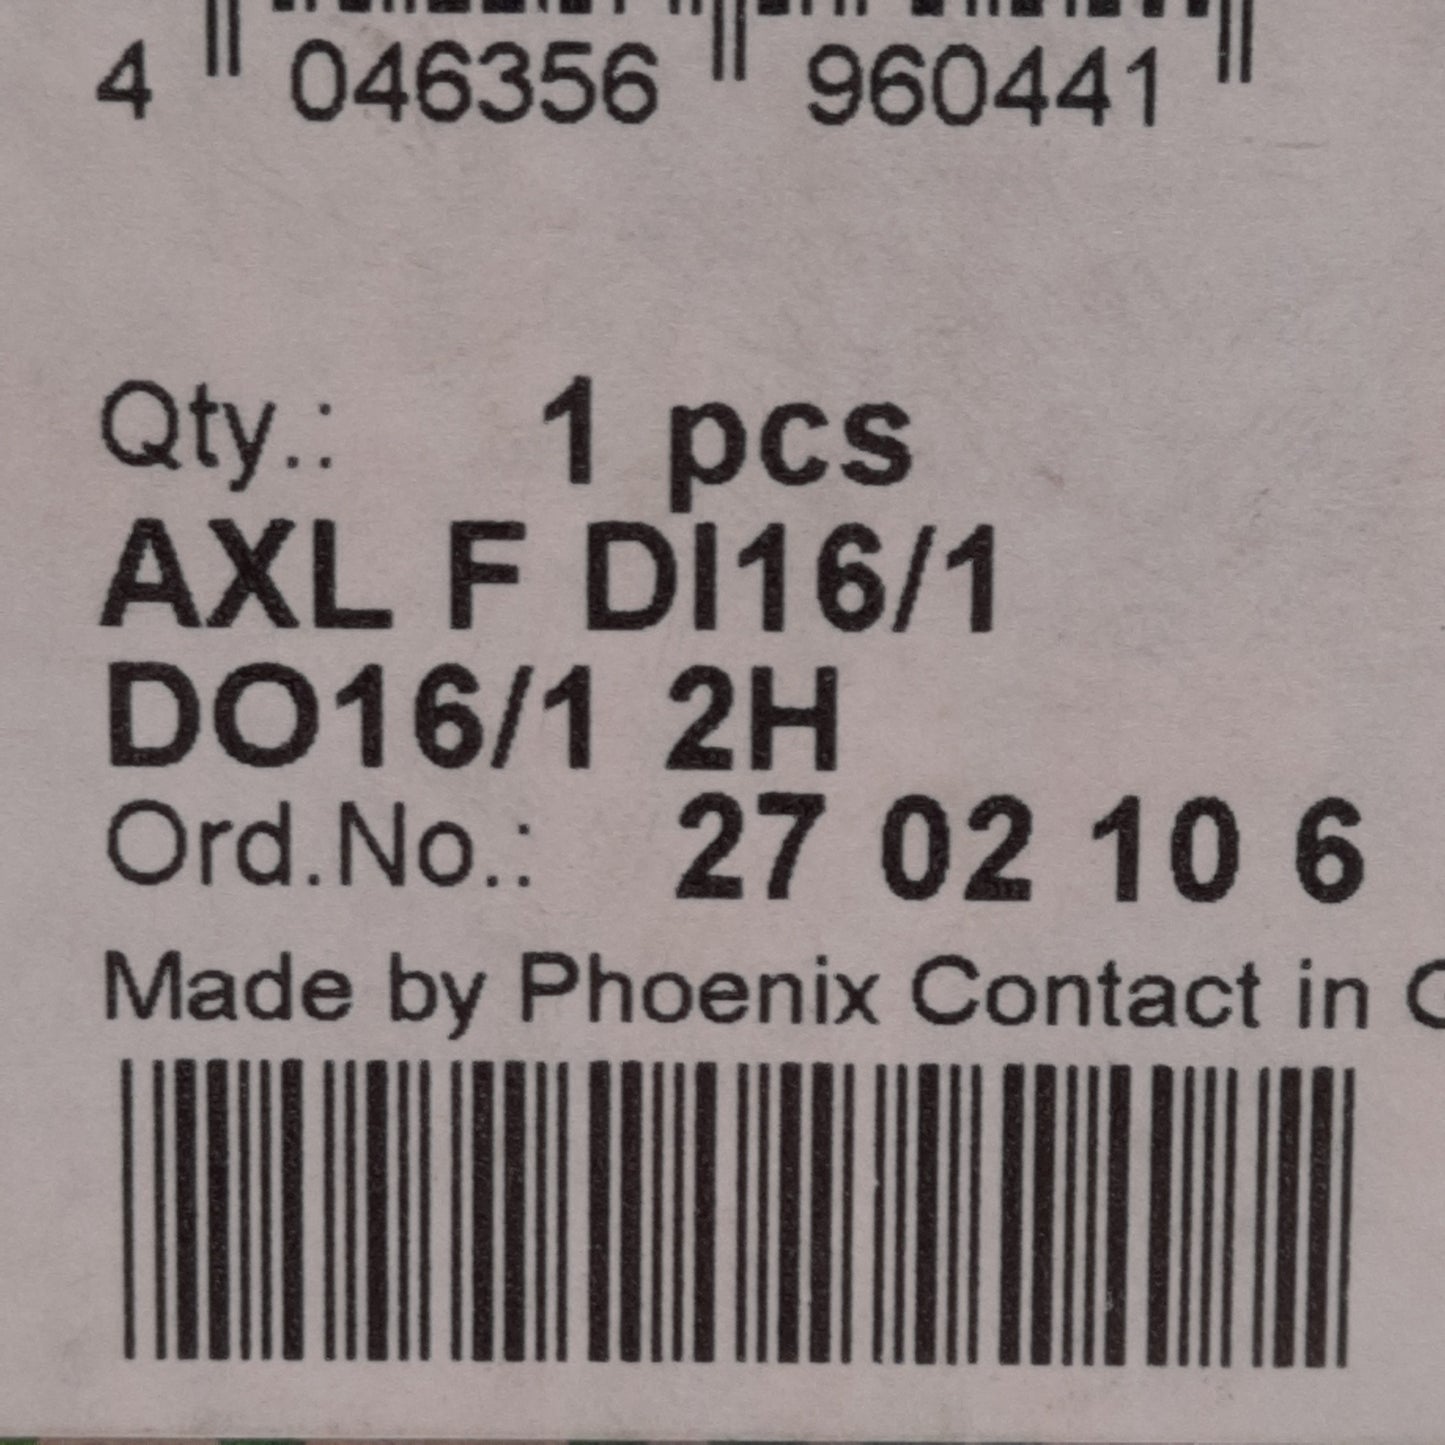 4 046356 960441
Qty.: 1 pcs
AXL F DI16/1
DO16/1 2H
Ord.No.: 27 02 10 6
Made by Phoenix Contact in